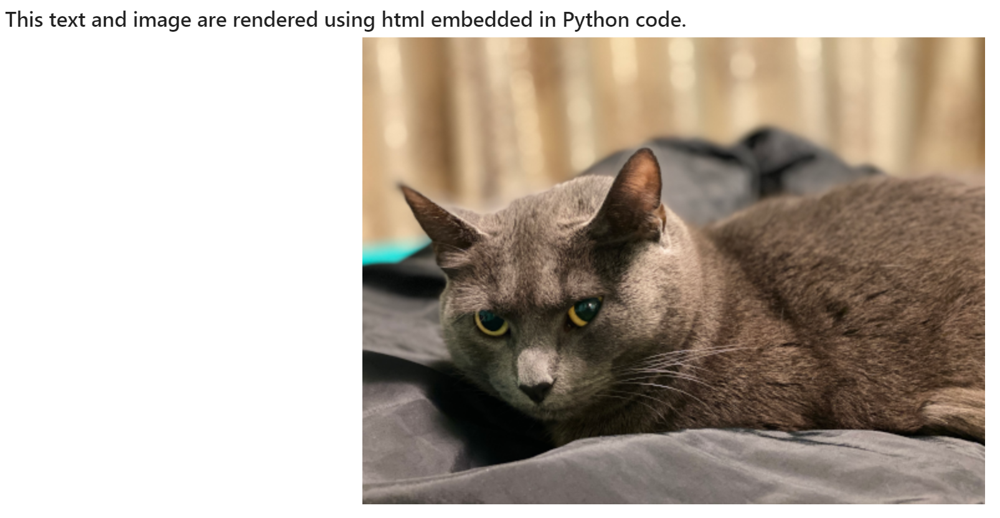 This text and image are rendered using html embedded in Python code.